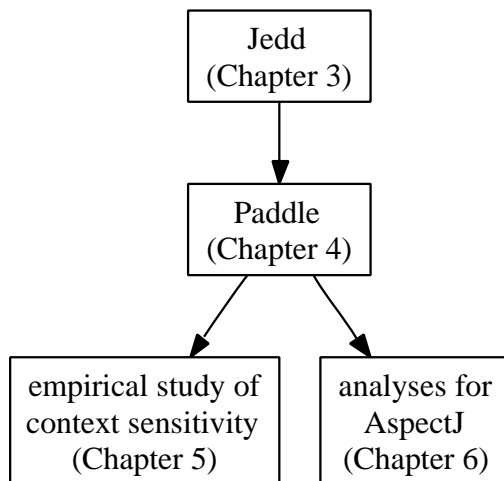 Jedd
(Chapter 3)
Paddle
(Chapter 4)
empirical study of
context sensitivity
(Chapter 5)
analyses for
AspectJ
(Chapter 6)